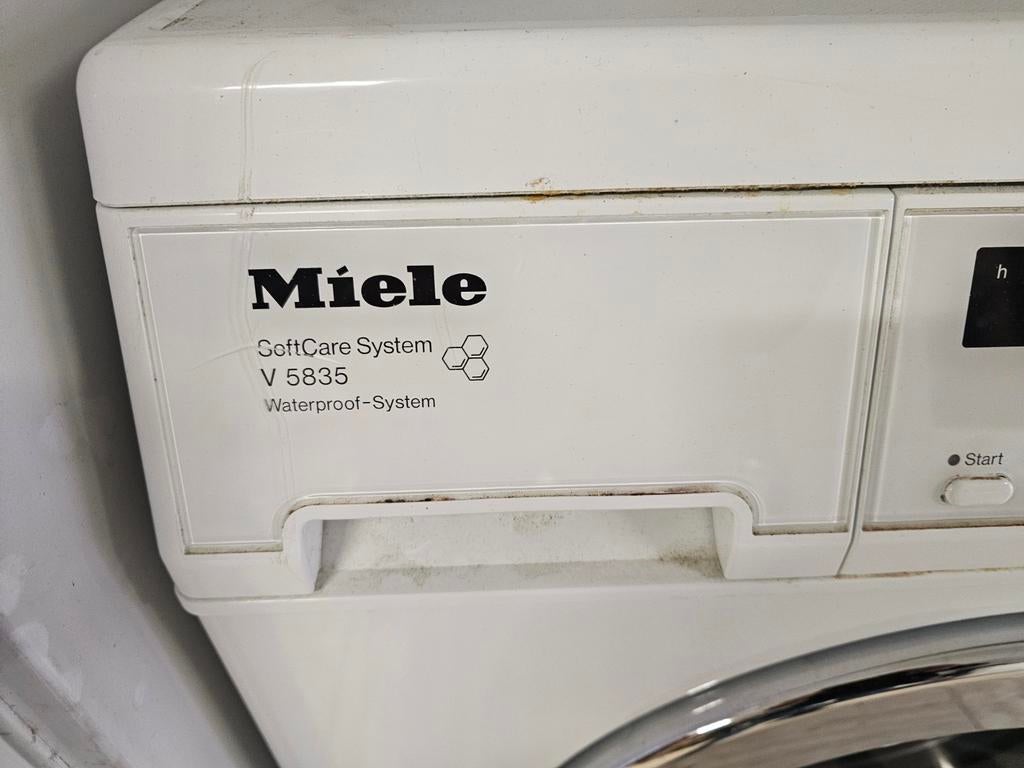 Miele
SoftCare System
V 5835
Waterproof-System
h
Start